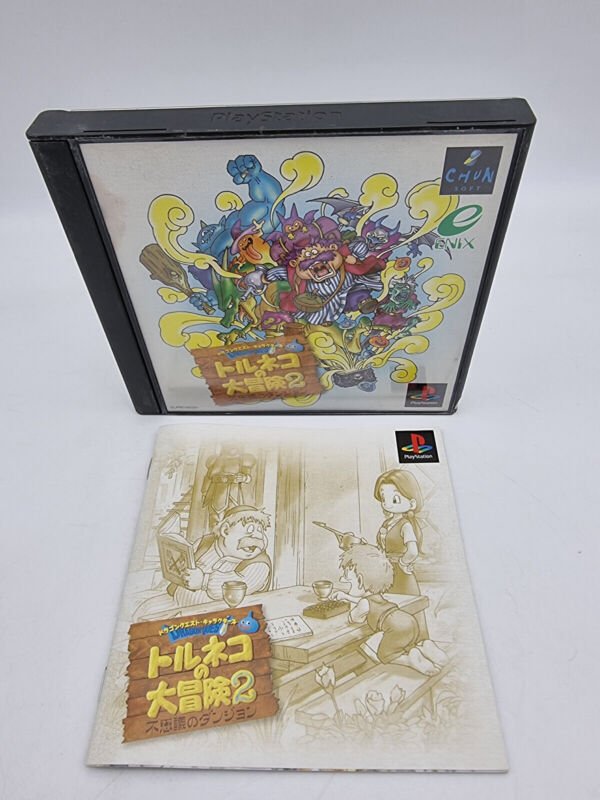 PlayStation
CHUN
SOFT
ENIX
トルネコ
の
大冒険2
PlayStation
PlayStation
ドラゴンクエスト・キャラクターズ
DRAGON QUEST
トルネコ
の
大冒険2
不思議のダンジョン